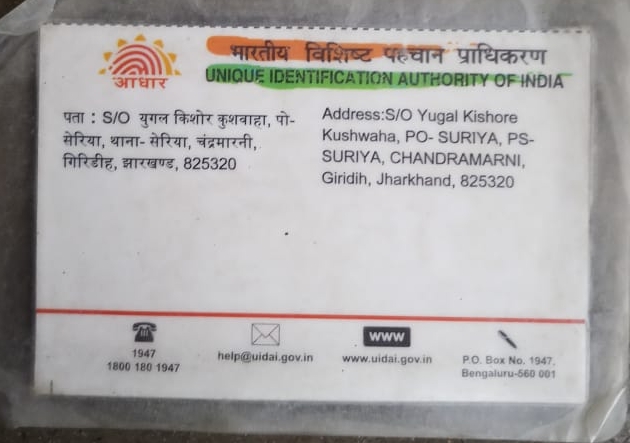 भारतीय विशिष्ट पहचान प्राधिकरण
UNIQUE IDENTIFICATION AUTHORITY OF INDIA
आधार
पता : S/O युगल किशोर कुशवाहा, पो-
सेरिया, थाना- सेरिया, चंद्रमारनी,
गिरिडीह, झारखण्ड, 825320
Address:S/O Yugal Kishore
Kushwaha, PO- SURIYA, PS-
SURIYA, CHANDRAMARNI,
Giridih, Jharkhand, 825320
1947
1800 180 1947
help@uidai.gov.in
www
www.uidai.gov.in
P.O. Box No. 1947,
Bengaluru-560 001